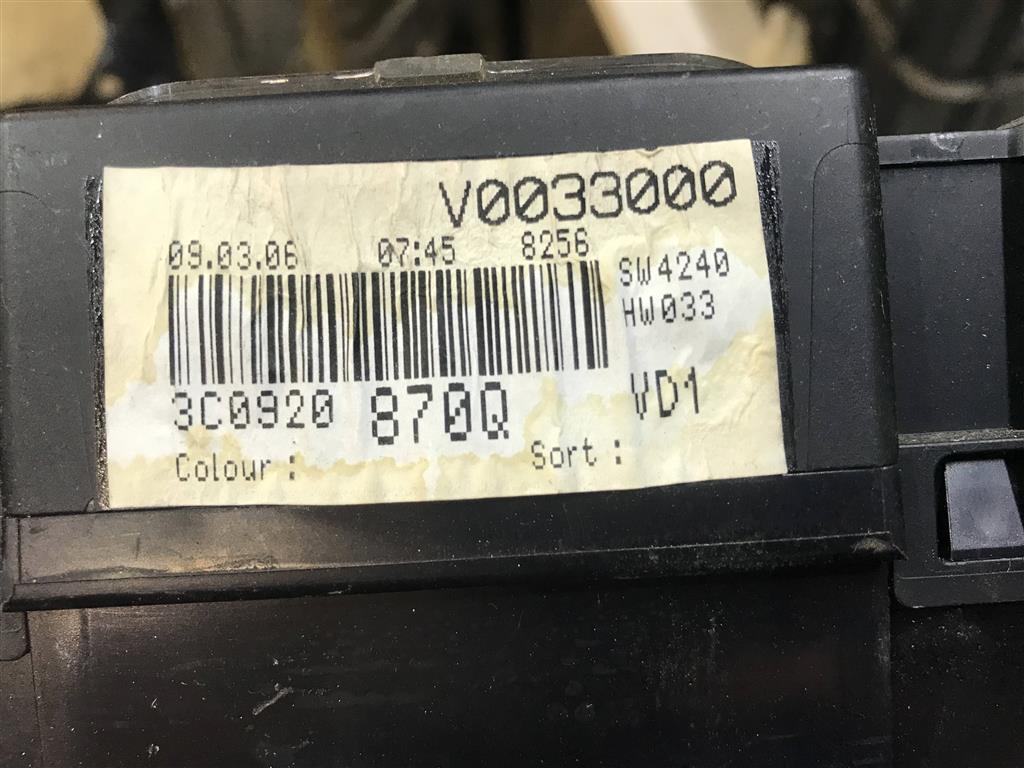 V0033000
09.03.06 07:45 8256
SW4240
HW033
3C0920 870Q VD1
Colour : Sort :